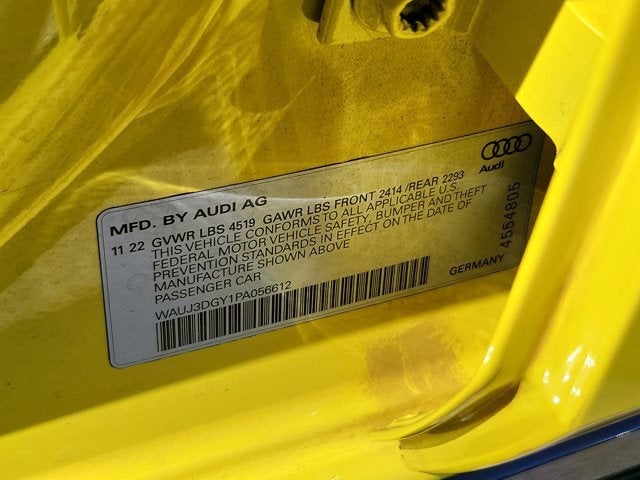 Audi
MFD. BY AUDI AG
11 22 GVWR LBS 4519 GAWR LBS FRONT 2414 /REAR 2293
THIS VEHICLE CONFORMS TO ALL APPLICABLE U.S.
FEDERAL MOTOR VEHICLE SAFETY, BUMPER AND THEFT
PREVENTION STANDARDS IN EFFECT ON THE DATE OF
MANUFACTURE SHOWN ABOVE
PASSENGER CAR
WAUJ3DGY1PA056612
GERMANY
4554805